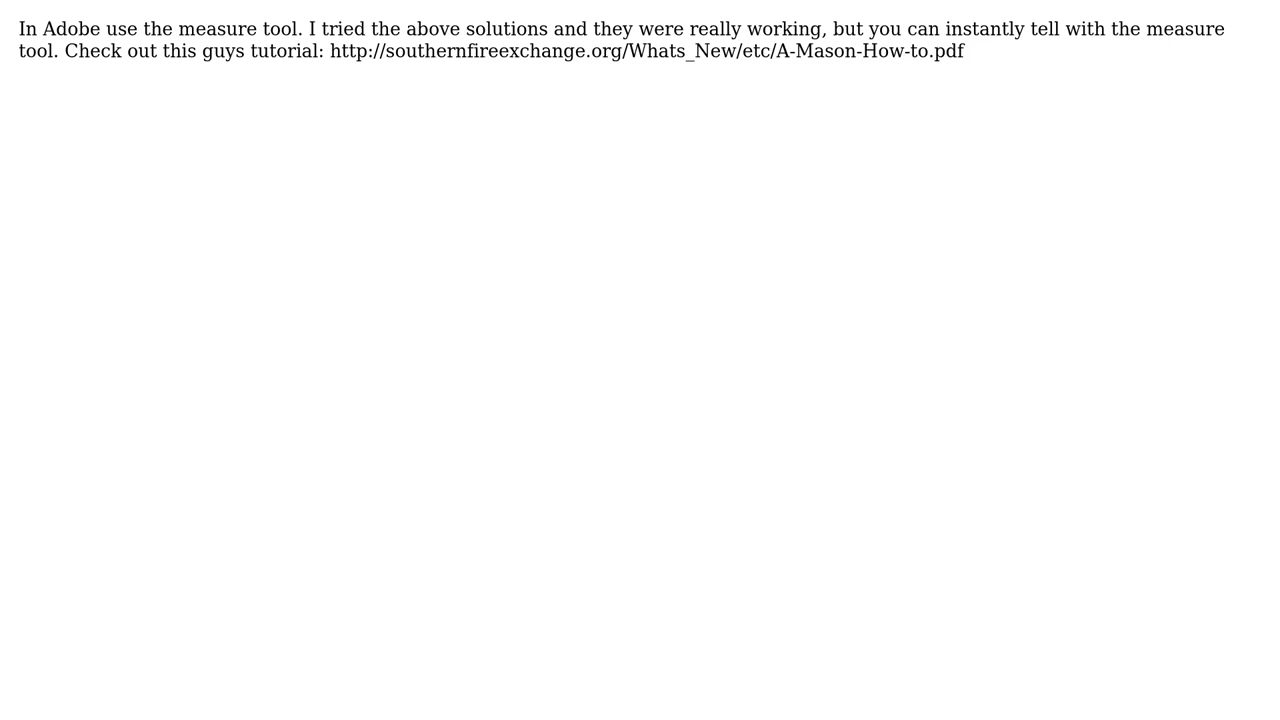 In Adobe use the measure tool. I tried the above solutions and they were really working, but you can instantly tell with the measure
tool. Check out this guys tutorial: http://southernfireexchange.org/Whats_New/etc/A-Mason-How-to.pdf